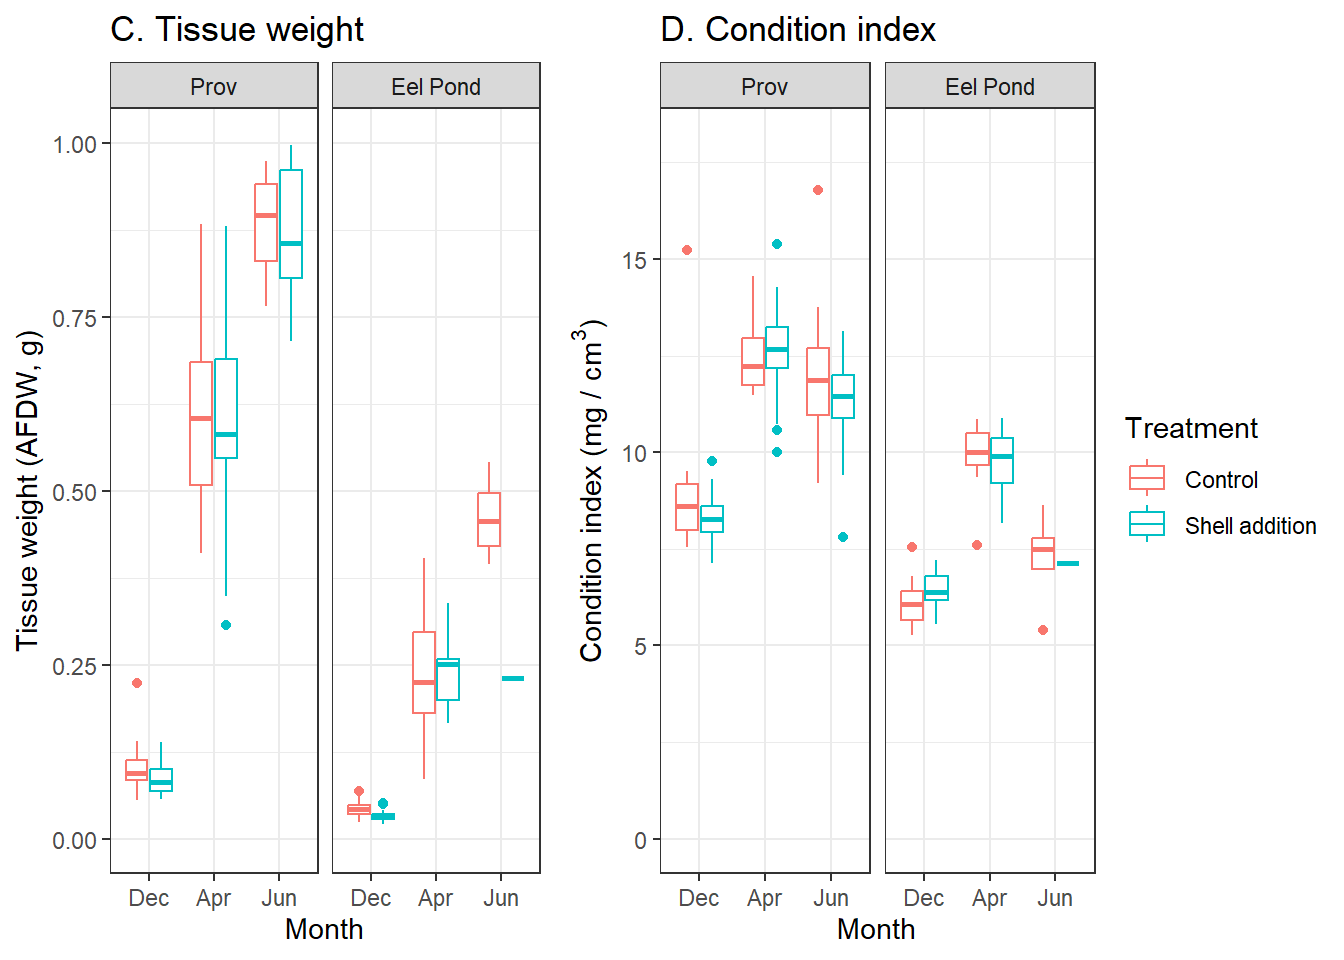 C. Tissue weight
Prov
Eel Pond
Tissue weight (AFDW, g)
1.00
0.75
0.50
0.25
0.00
Dec Apr Jun
Dec Apr Jun
Month
D. Condition index
Prov
Eel Pond
Condition index (mg / cm³)
15
10
5
0
Dec Apr Jun
Dec Apr Jun
Month
Treatment
Control
Shell addition